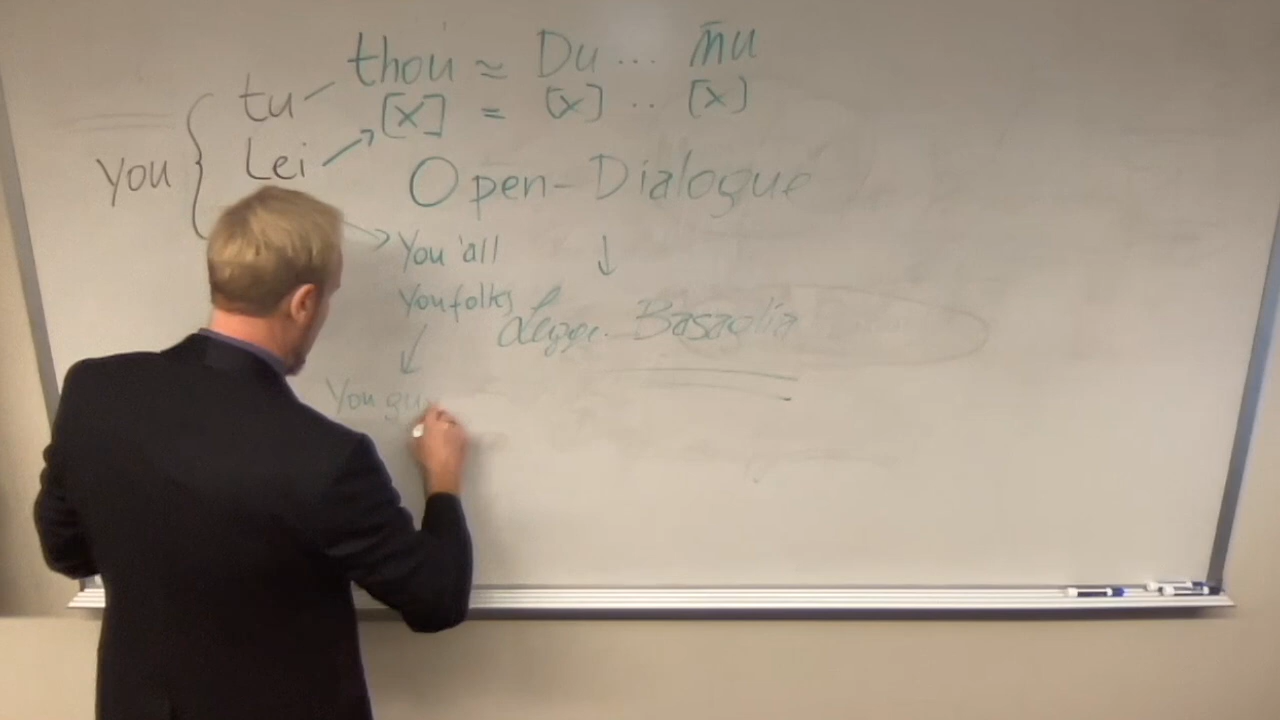 thou ≈ Du ... mu
tu
[x] = [x] .. [x]
Lei
You
Open-Dialogue
You 'all
You folks
Legge Basaglia
You gu